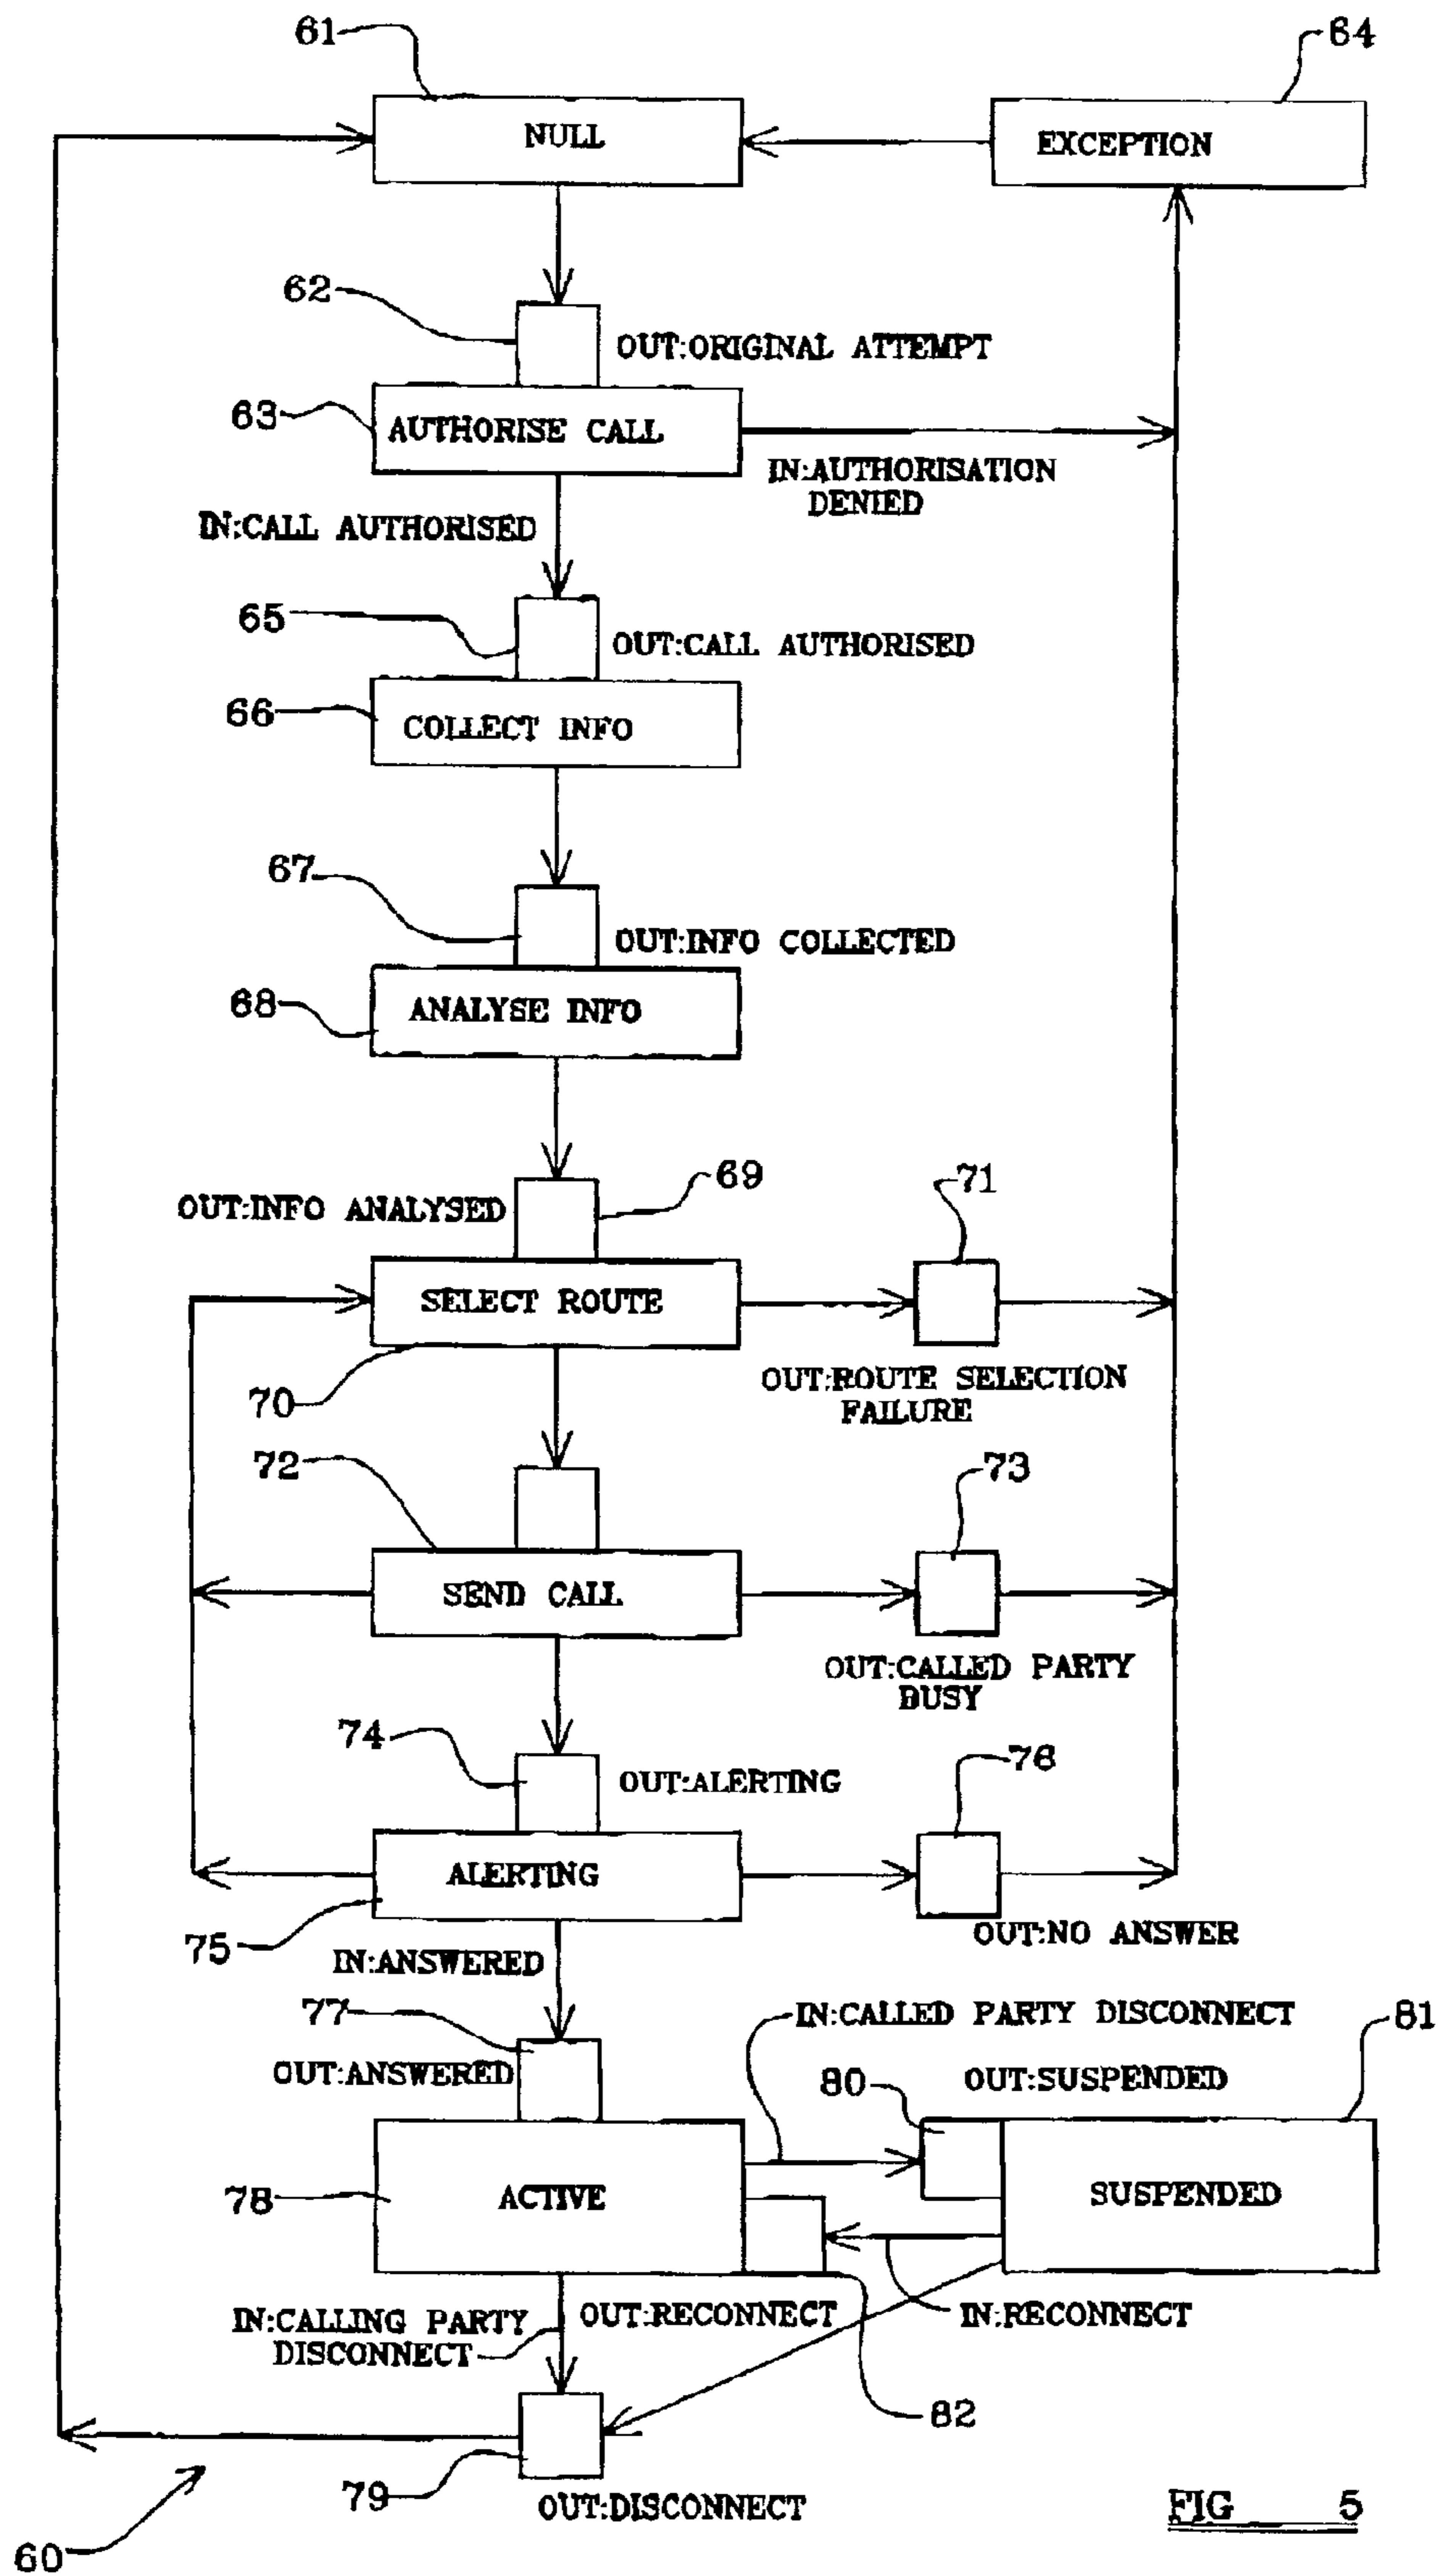 61
64
NULL
EXCEPTION
62
OUT:ORIGINAL ATTEMPT
63
AUTHORISE CALL
IN:AUTHORISATION
DENIED
IN:CALL AUTHORISED
65
OUT:CALL AUTHORISED
66
COLLECT INFO
67
OUT:INFO COLLECTED
68
ANALYSE INFO
69
71
OUT:INFO ANALYSED
SELECT ROUTE
70
OUT:ROUTE SELECTION
FAILURE
72
73
SEND CALL
OUT:CALLED PARTY
BUSY
74
OUT:ALERTING
76
ALERTING
75
OUT:NO ANSWER
IN:ANSWERED
77
IN:CALLED PARTY DISCONNECT
81
OUT:ANSWERED
80
OUT:SUSPENDED
78
ACTIVE
SUSPENDED
IN:CALLING PARTY
DISCONNECT
OUT:RECONNECT
IN:RECONNECT
82
79
OUT:DISCONNECT
60
FIG 5